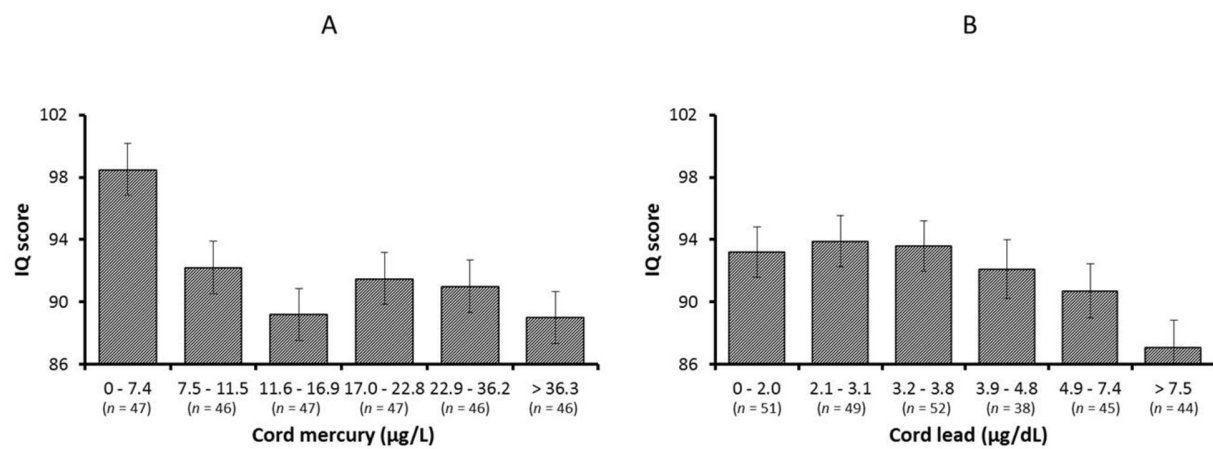 A
IQ score
102
98
94
90
86
0 - 7.4 7.5 - 11.5 11.6 - 16.9 17.0 - 22.8 22.9 - 36.2 > 36.3
(n = 47) (n = 46) (n = 47) (n = 47) (n = 46) (n = 46)
Cord mercury (µg/L)
B
IQ score
102
98
94
90
86
0 - 2.0 2.1 - 3.1 3.2 - 3.8 3.9 - 4.8 4.9 - 7.4 > 7.5
(n = 51) (n = 49) (n = 52) (n = 38) (n = 45) (n = 44)
Cord lead (µg/dL)